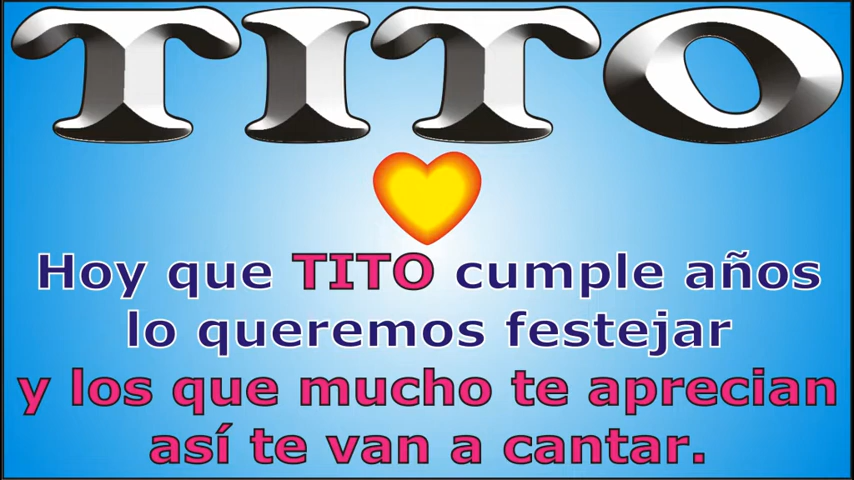 TITO
Hoy que TITO cumple años
lo queremos festejar
y los que mucho te aprecian
así te van a cantar.